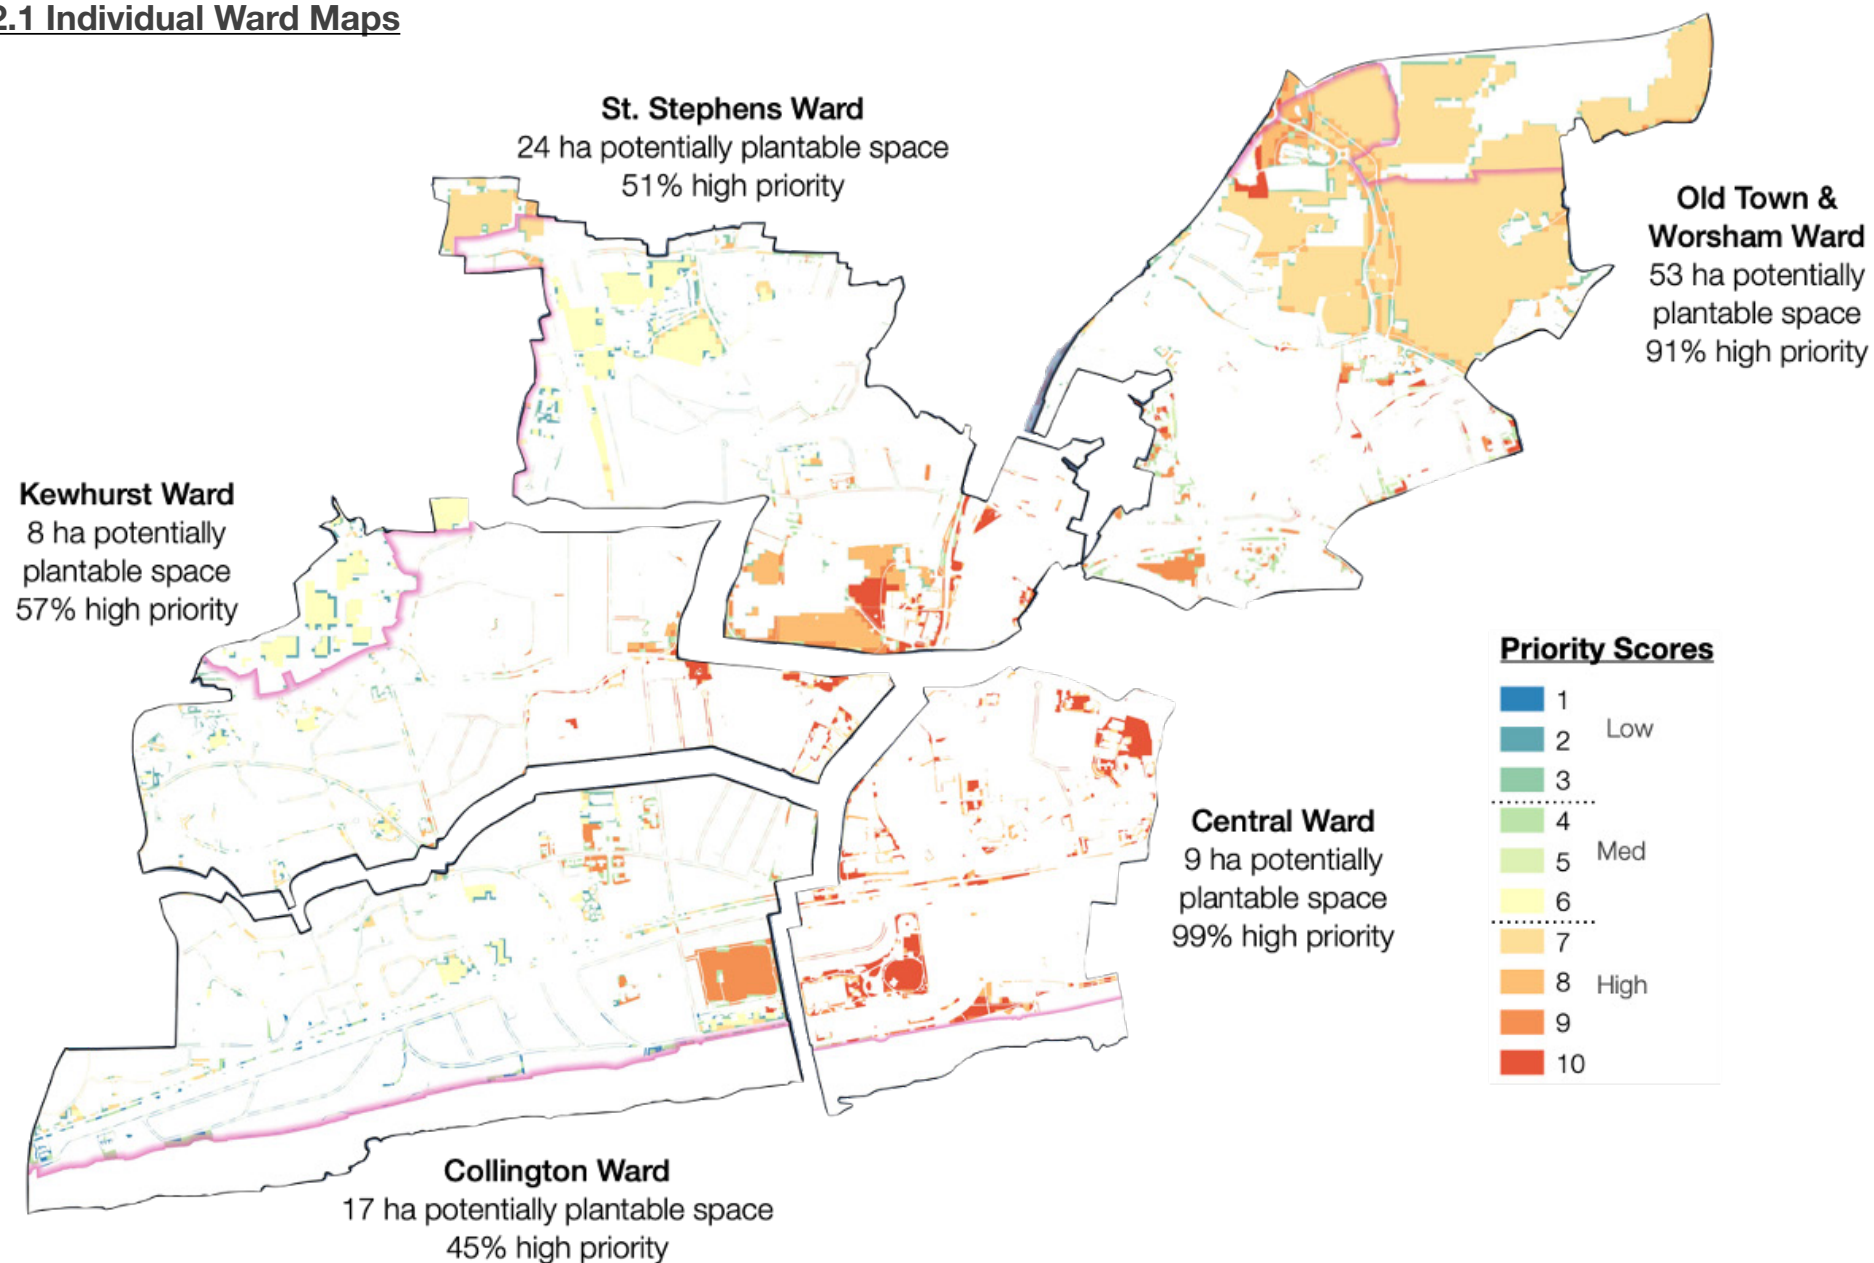 2.1 Individual Ward Maps
St. Stephens Ward
24 ha potentially plantable space
51% high priority
Old Town &
Worsham Ward
53 ha potentially
plantable space
91% high priority
Kewhurst Ward
8 ha potentially
plantable space
57% high priority
Priority Scores
1
2 Low
3
4
5 Med
6
7
8 High
9
10
Central Ward
9 ha potentially
plantable space
99% high priority
Collington Ward
17 ha potentially plantable space
45% high priority